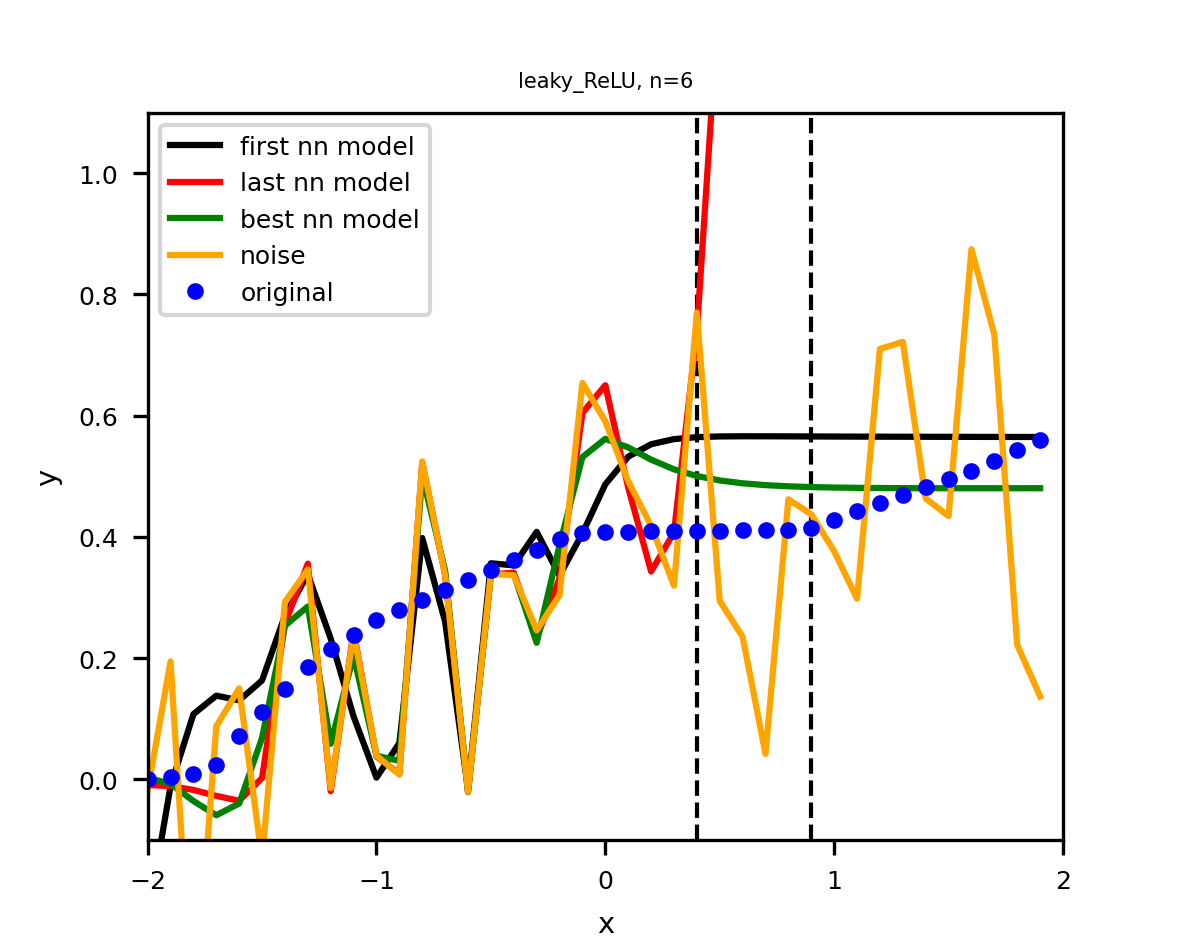 leaky_ReLU, n=6
first nn model
last nn model
best nn model
noise
original
1.0
0.8
0.6
0.4
0.2
0.0
y
−2
−1
0
1
2
x